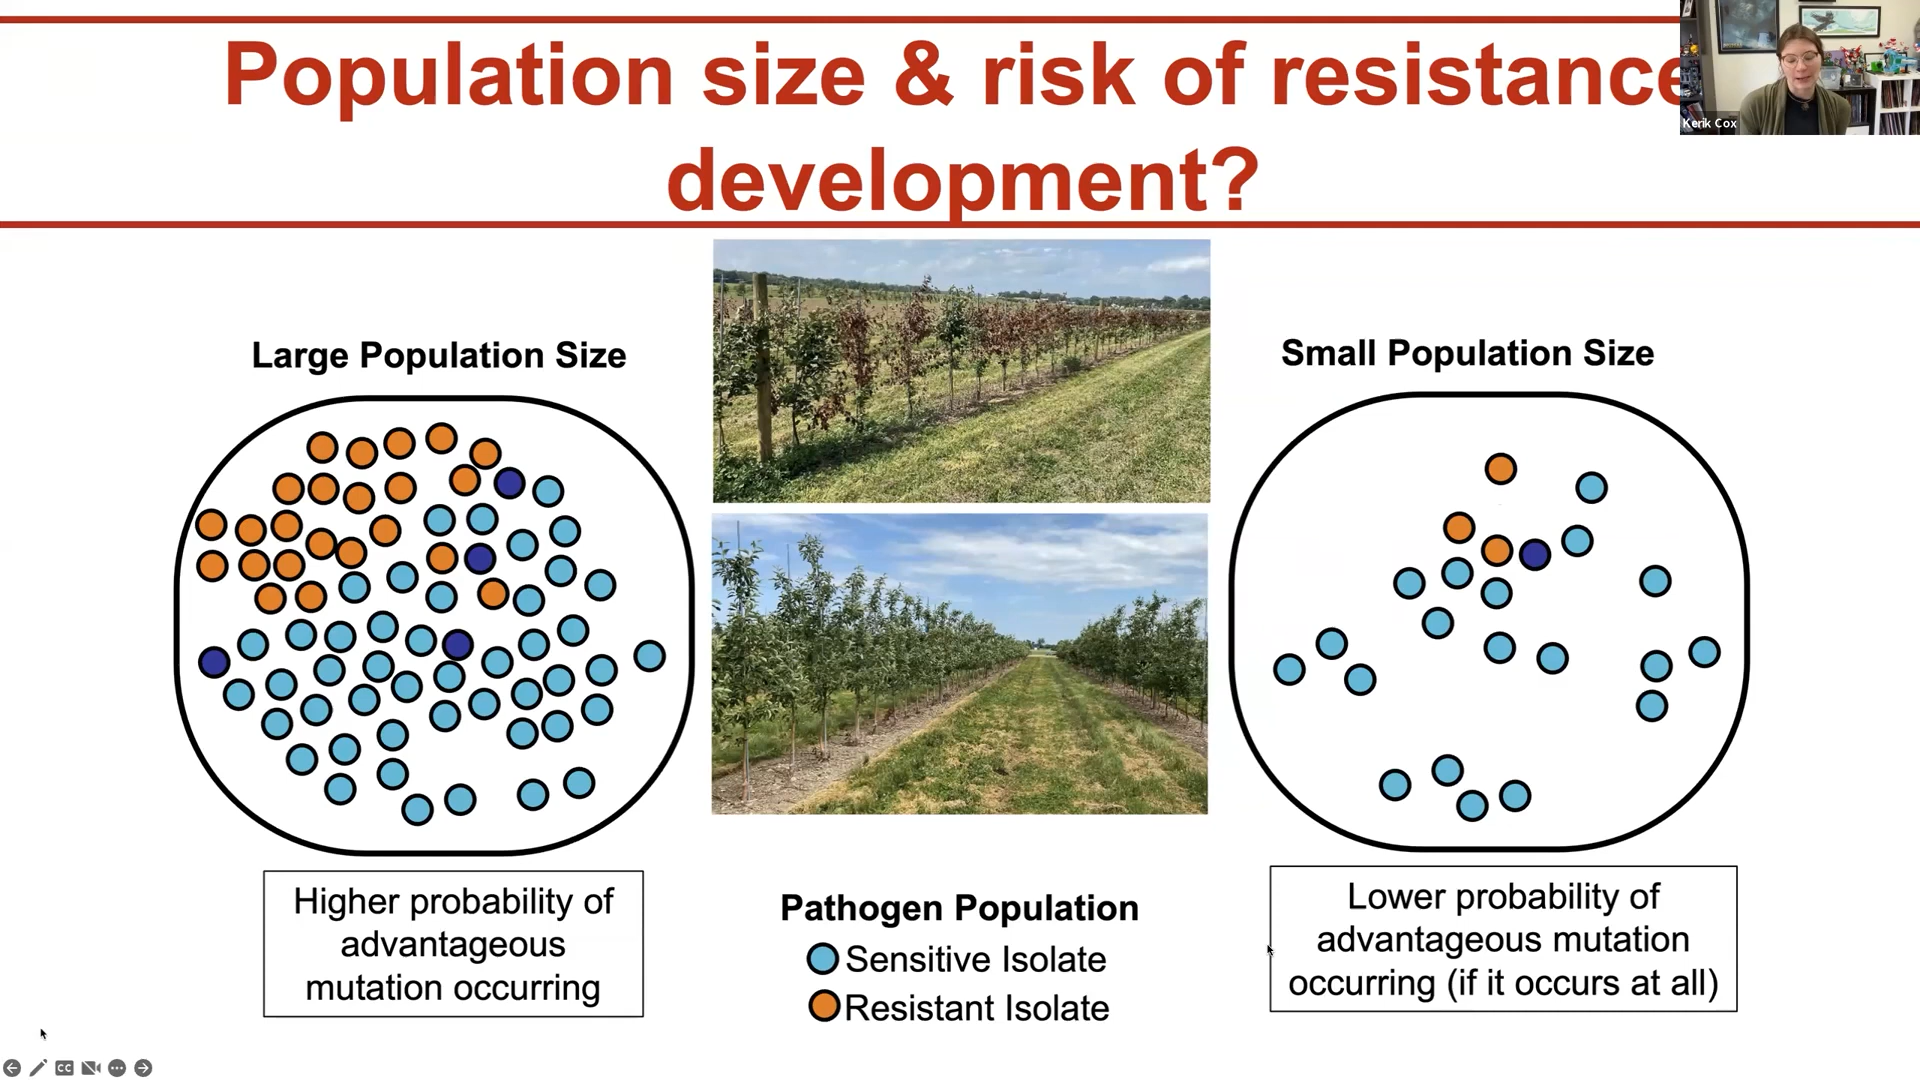 Population size & risk of resistance
development?
Kerik Cox
Large Population Size
Small Population Size
Higher probability of
advantageous
mutation occurring
Pathogen Population
Sensitive Isolate
Resistant Isolate
Lower probability of
advantageous mutation
occurring (if it occurs at all)
CC